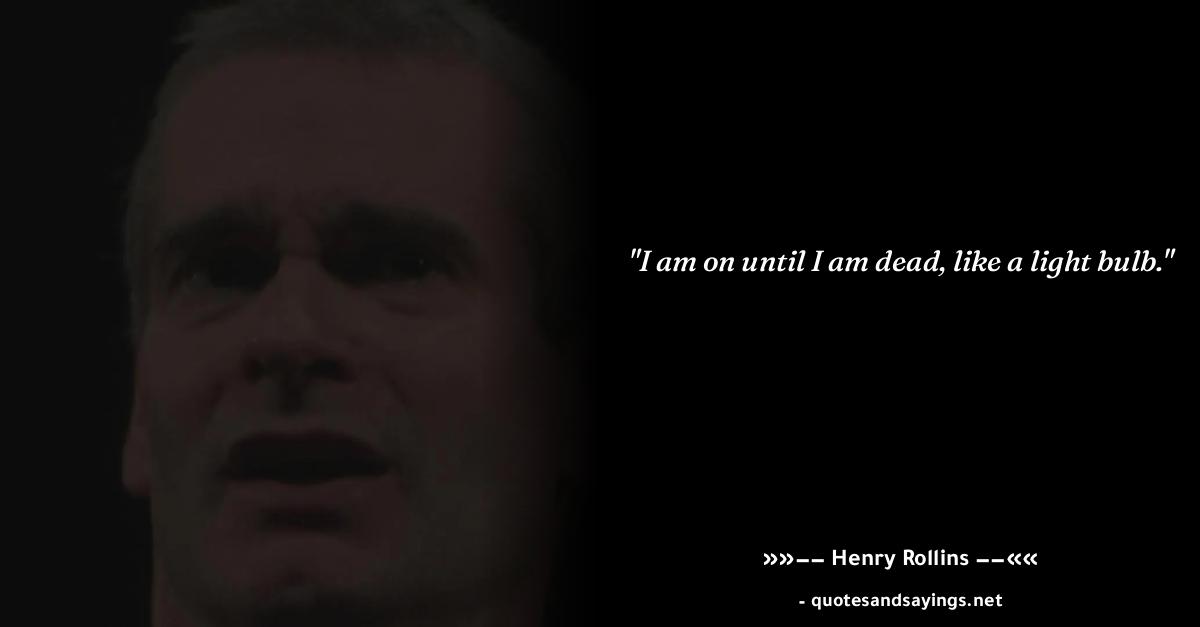 "I am on until I am dead, like a light bulb."
»»−− Henry Rollins −−««
- quotesandsayings.net